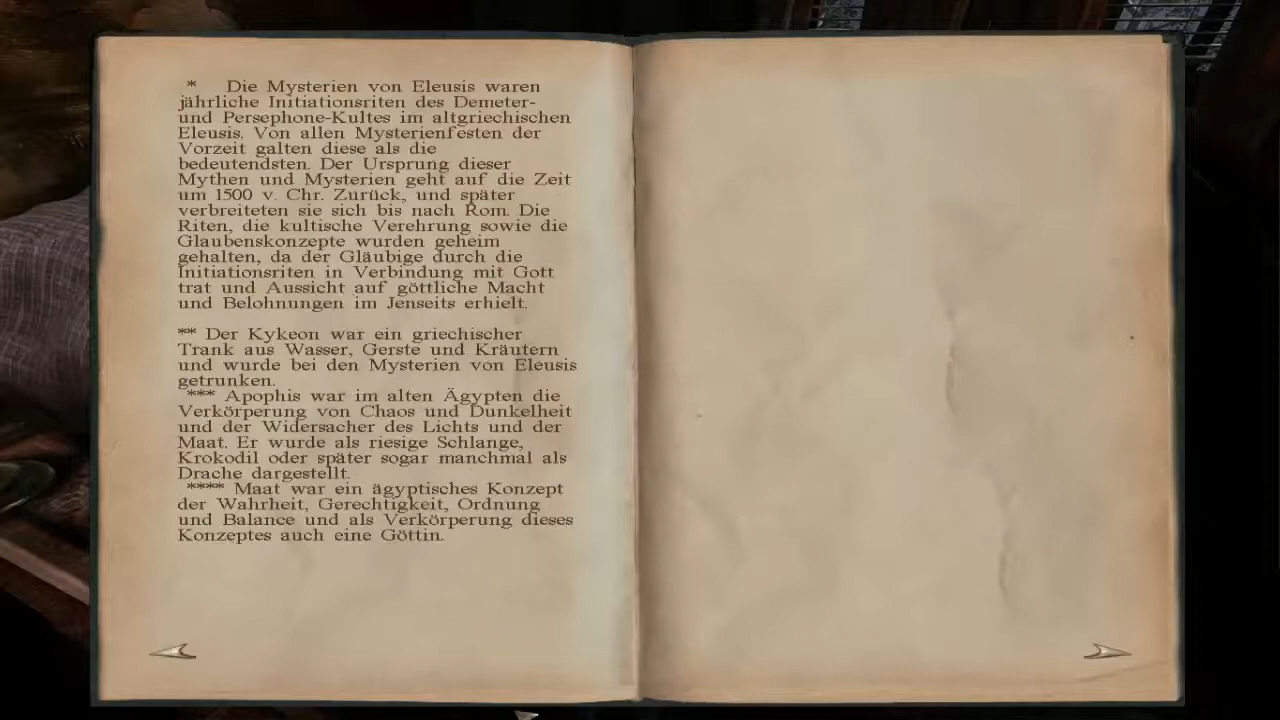 * Die Mysterien von Eleusis waren
jährliche Initiationsriten des Demeter-
und Persephone-Kultes im altgriechischen
Eleusis. Von allen Mysterienfesten der
Vorzeit galten diese als die
bedeutendsten. Der Ursprung dieser
Mythen und Mysterien geht auf die Zeit
um 1500 v. Chr. Zurück, und später
verbreiteten sie sich bis nach Rom. Die
Riten, die kultische Verehrung sowie die
Glaubenskonzepte wurden geheim
gehalten, da der Gläubige durch die
Initiationsriten in Verbindung mit Gott
trat und Aussicht auf göttliche Macht
und Belohnungen im Jenseits erhielt.
** Der Kykeon war ein griechischer
Trank aus Wasser, Gerste und Kräutern
und wurde bei den Mysterien von Eleusis
getrunken.
*** Apophis war im alten Ägypten die
Verkörperung von Chaos und Dunkelheit
und der Widersacher des Lichts und der
Maat. Er wurde als riesige Schlange,
Krokodil oder später sogar manchmal als
Drache dargestellt.
**** Maat war ein ägyptisches Konzept
der Wahrheit, Gerechtigkeit, Ordnung
und Balance und als Verkörperung dieses
Konzeptes auch eine Göttin.